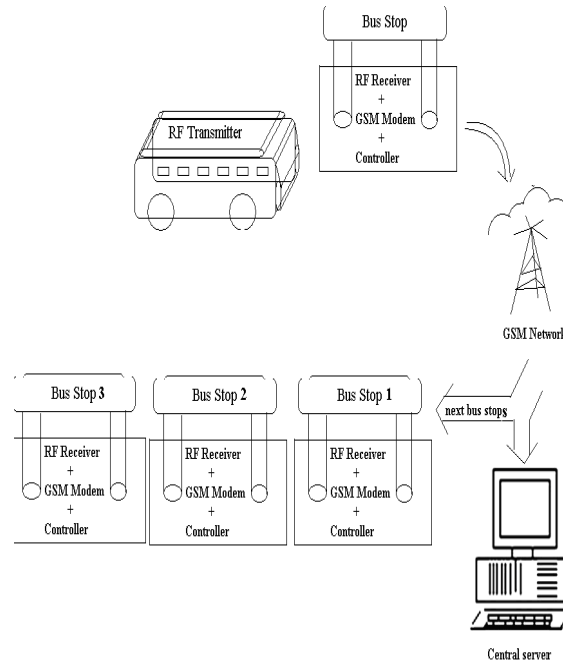 Bus Stop
RF Receiver
+
GSM Modem
+
Controller
RF Transmitter
GSM Network
Bus Stop 3
Bus Stop 2
Bus Stop 1
next bus stops
RF Receiver
+
GSM Modem
+
Controller
RF Receiver
+
GSM Modem
+
Controller
RF Receiver
+
GSM Modem
+
Controller
Central server